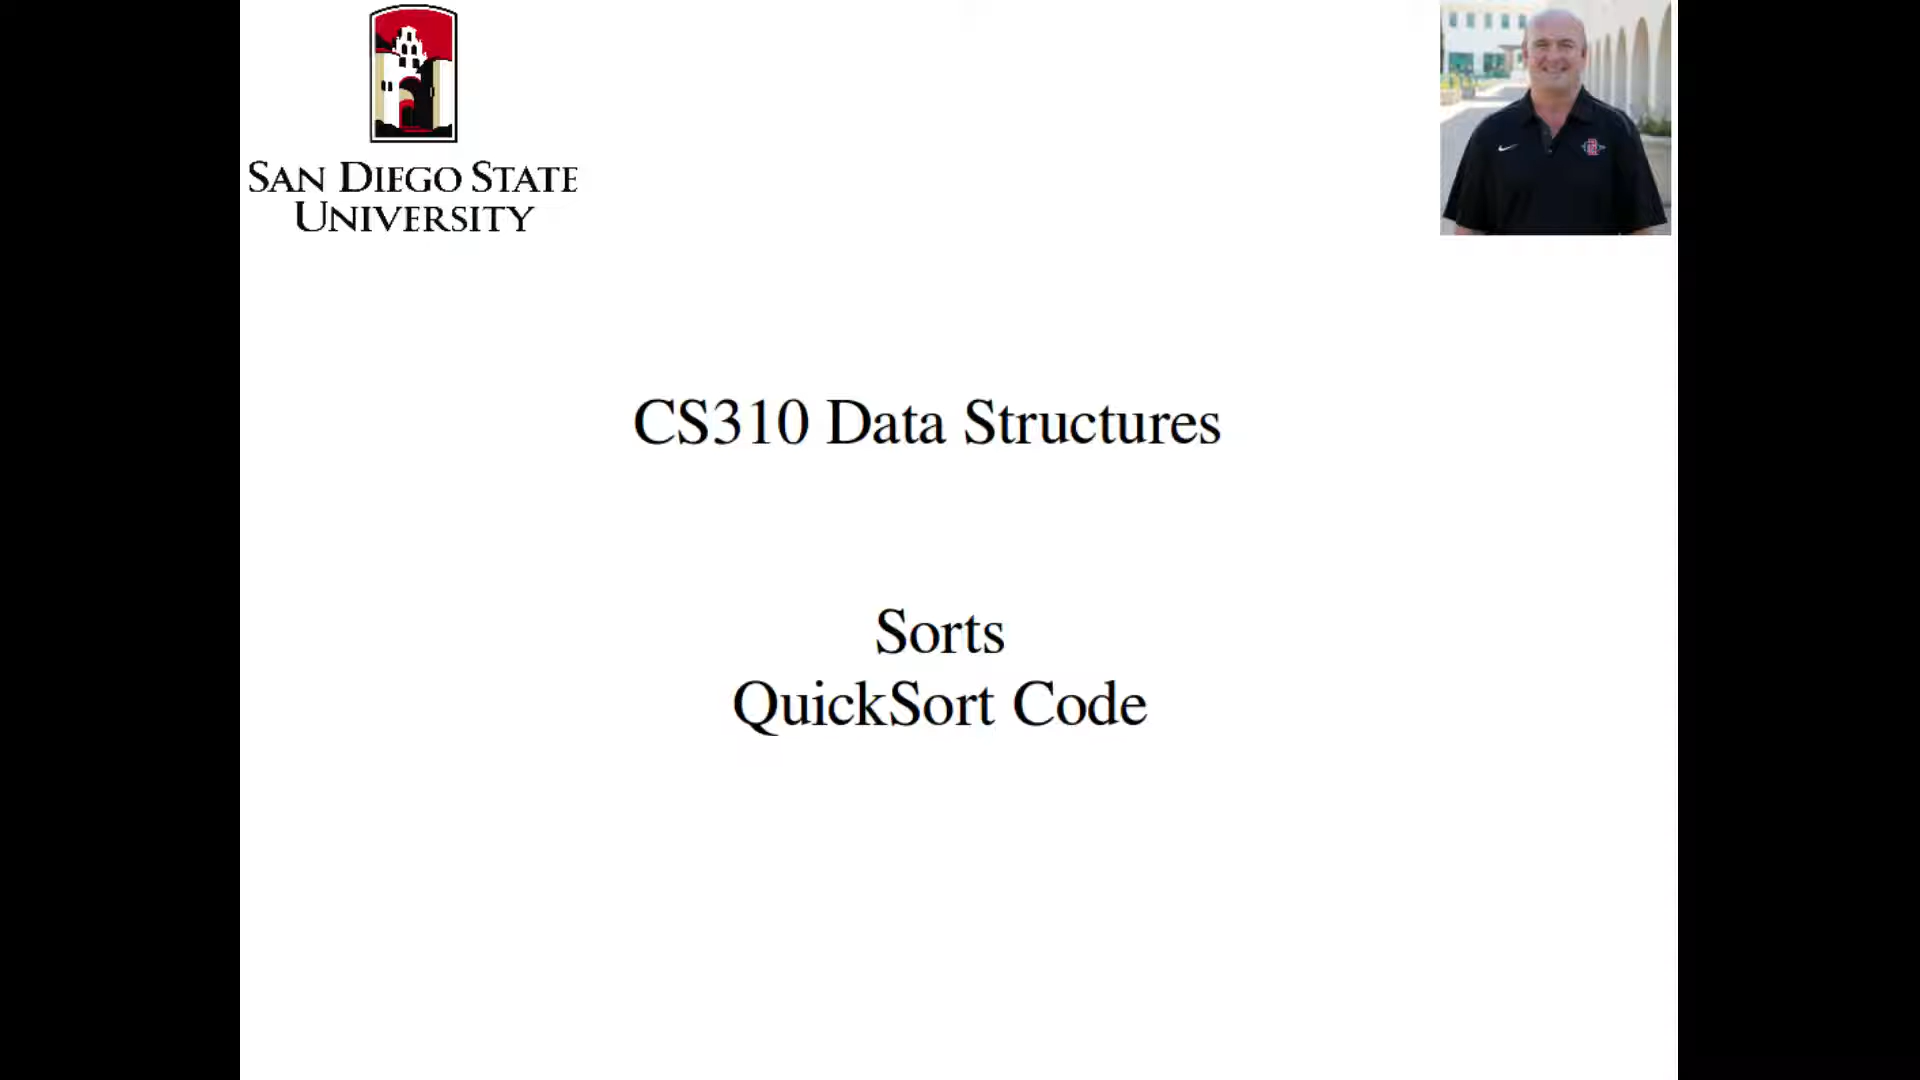 SAN DIEGO STATE
UNIVERSITY
CS310 Data Structures
Sorts
QuickSort Code